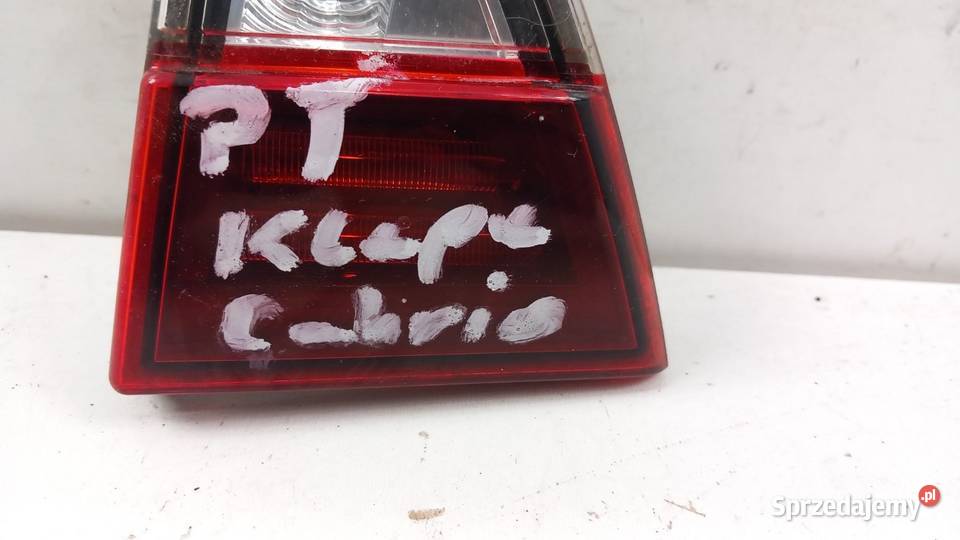 PT
Klapa
Cabrio
Sprzedajemy.pl